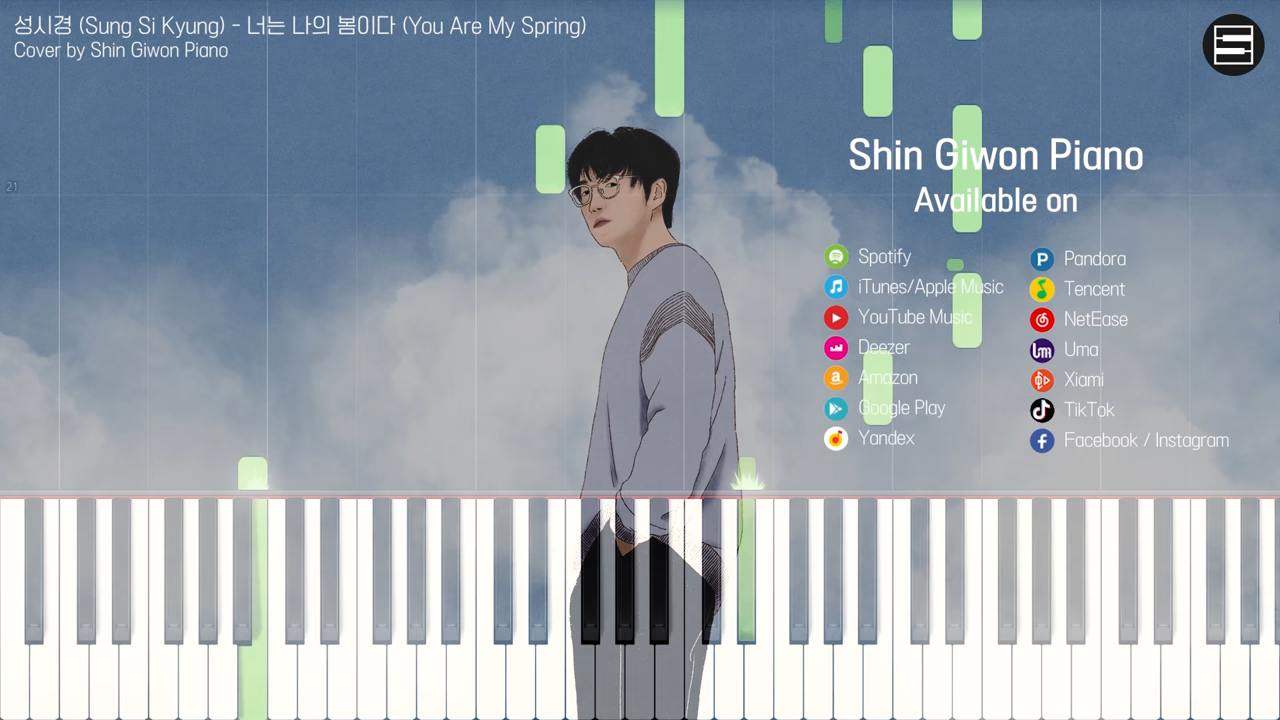 성시경 (Sung Si Kyung) - 너는 나의 봄이다 (You Are My Spring)
Cover by Shin Giwon Piano
21
Shin Giwon Piano
Available on
Spotify
iTunes/Apple Music
YouTube Music
Deezer
Amazon
Google Play
Yandex
Pandora
Tencent
NetEase
Uma
Xiami
TikTok
Facebook / Instagram